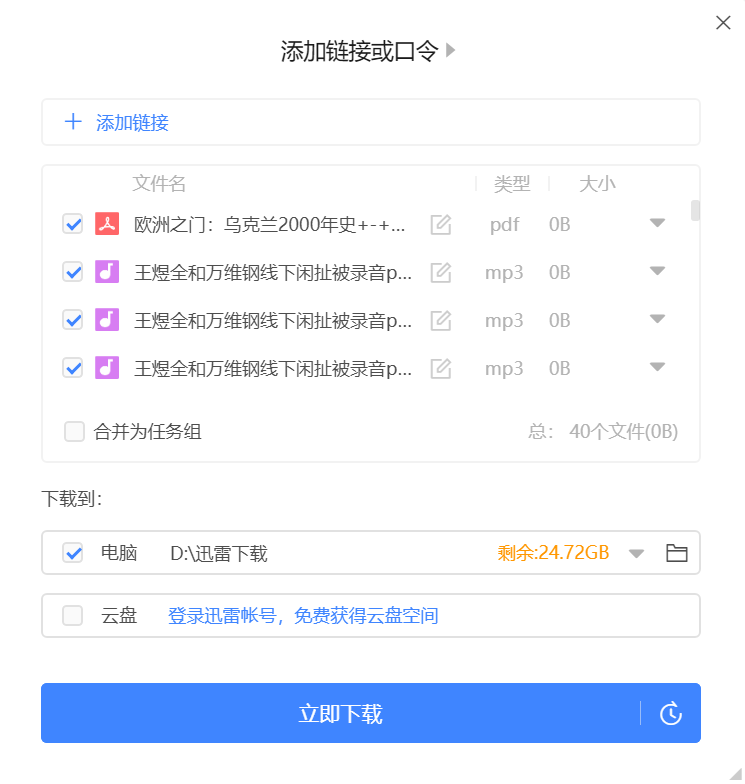 添加链接或口令
添加链接
文件名 类型 大小
欧洲之门：乌克兰2000年史+-+... pdf 0B
王煜全和万维钢线下闲扯被录音p... mp3 0B
王煜全和万维钢线下闲扯被录音p... mp3 0B
王煜全和万维钢线下闲扯被录音p... mp3 0B
合并为任务组 总： 40个文件(0B)
下载到：
电脑 D:\迅雷下载 剩余:24.72GB
云盘 登录迅雷帐号，免费获得云盘空间
立即下载